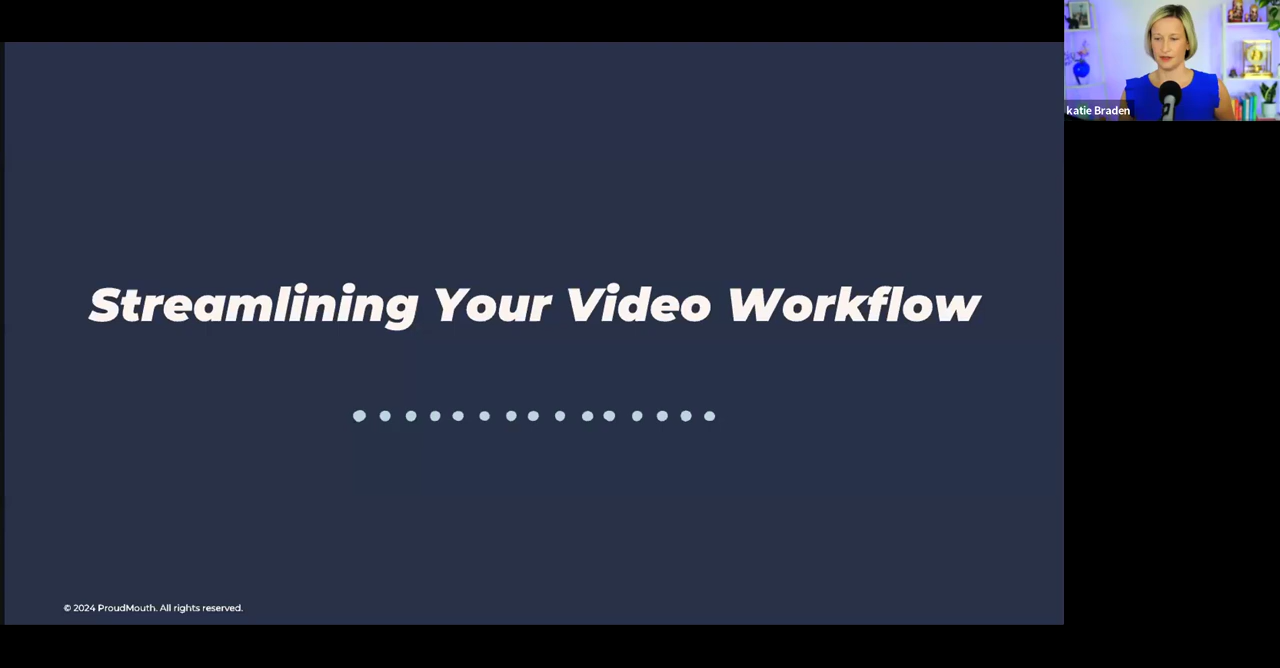 katie Braden
Streamlining Your Video Workflow
© 2024 ProudMouth. All rights reserved.